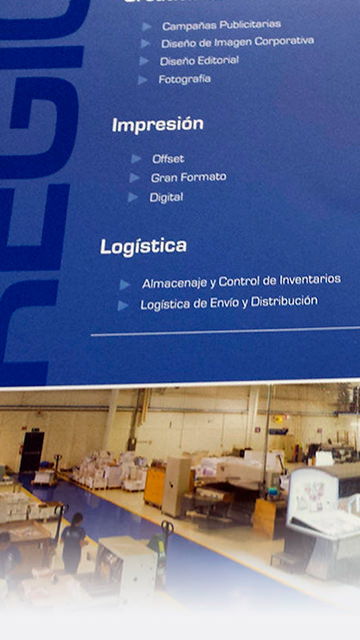 Campañas Publicitarias
Diseño de Imagen Corporativa
Diseño Editorial
Fotografía
Impresión
Offset
Gran Formato
Digital
Logística
Almacenaje y Control de Inventarios
Logística de Envío y Distribución